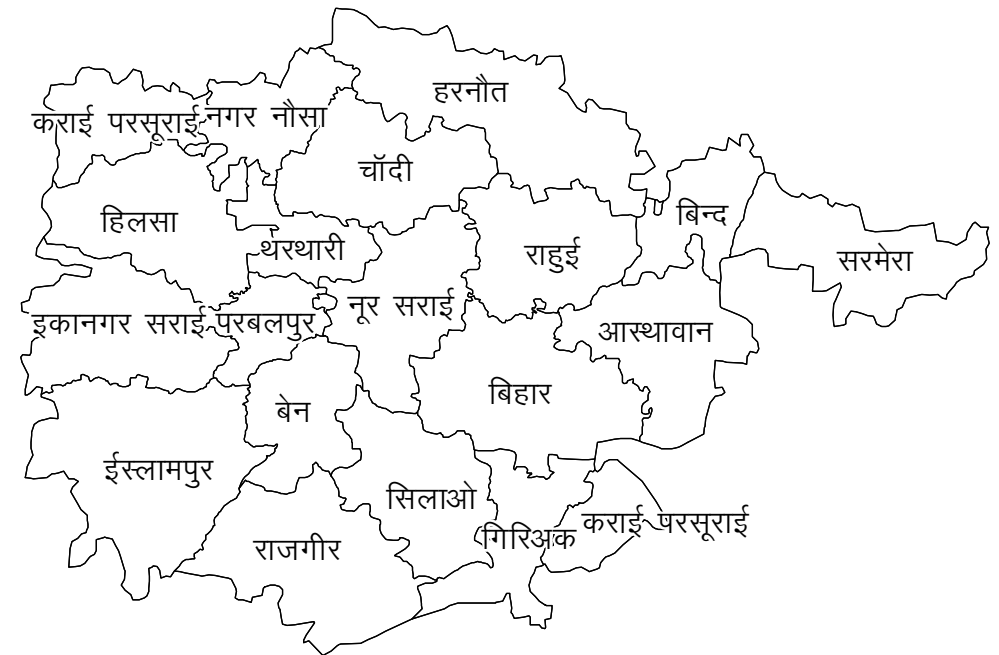 हरनौत
कराई परसूराई
नगर नौसा
चॉदी
बिन्द
हिलसा
थरथारी
राहुई
सरमेरा
इकानगर सराई
परबलपुर
नूर सराई
आस्थावान
बेन
बिहार
ईस्लामपुर
सिलाओ
गिरिअक
कराई परसूराई
राजगीर